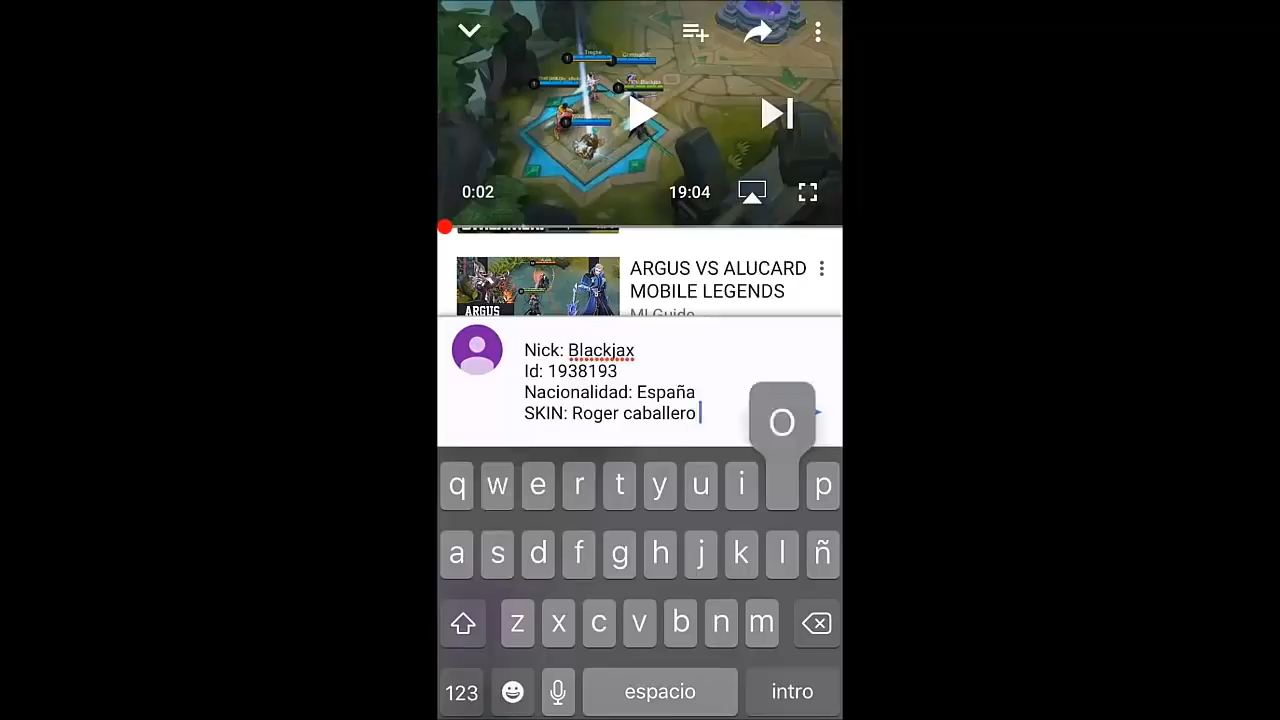 0:02
19:04
ARGUS VS ALUCARD
MOBILE LEGENDS
ARGUS
Nick: Blackjax
Id: 1938193
Nacionalidad: España
SKIN: Roger caballero
O
q w e r t y u i p
a s d f g h j k l ñ
z x c v b n m
123 espacio intro